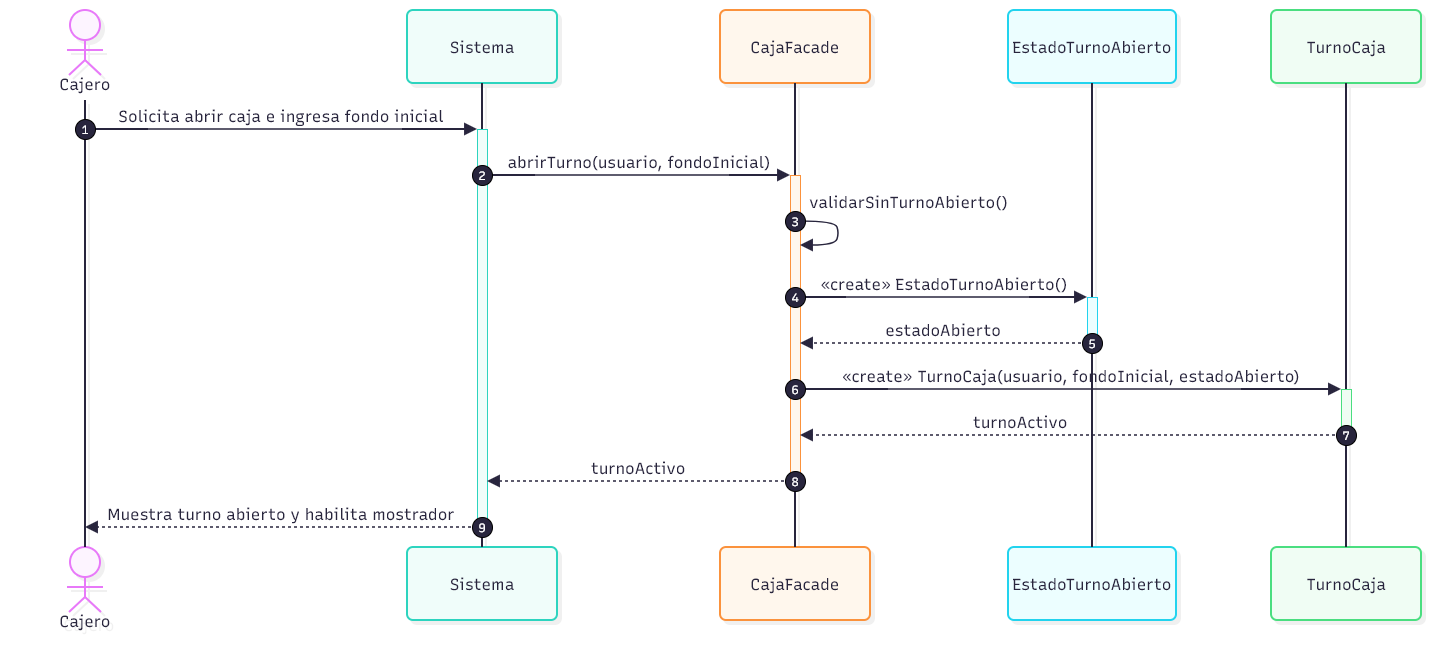 Cajero
Sistema
CajaFacade
EstadoTurnoAbierto
TurnoCaja
1
Solicita abrir caja e ingresa fondo inicial
2
abrirTurno(usuario, fondoInicial)
validarSinTurnoAbierto()
3
4
«create» EstadoTurnoAbierto()
estadoAbierto
5
6
«create» TurnoCaja(usuario, fondoInicial, estadoAbierto)
turnoActivo
7
turnoActivo
8
Muestra turno abierto y habilita mostrador
9
Cajero
Sistema
CajaFacade
EstadoTurnoAbierto
TurnoCaja